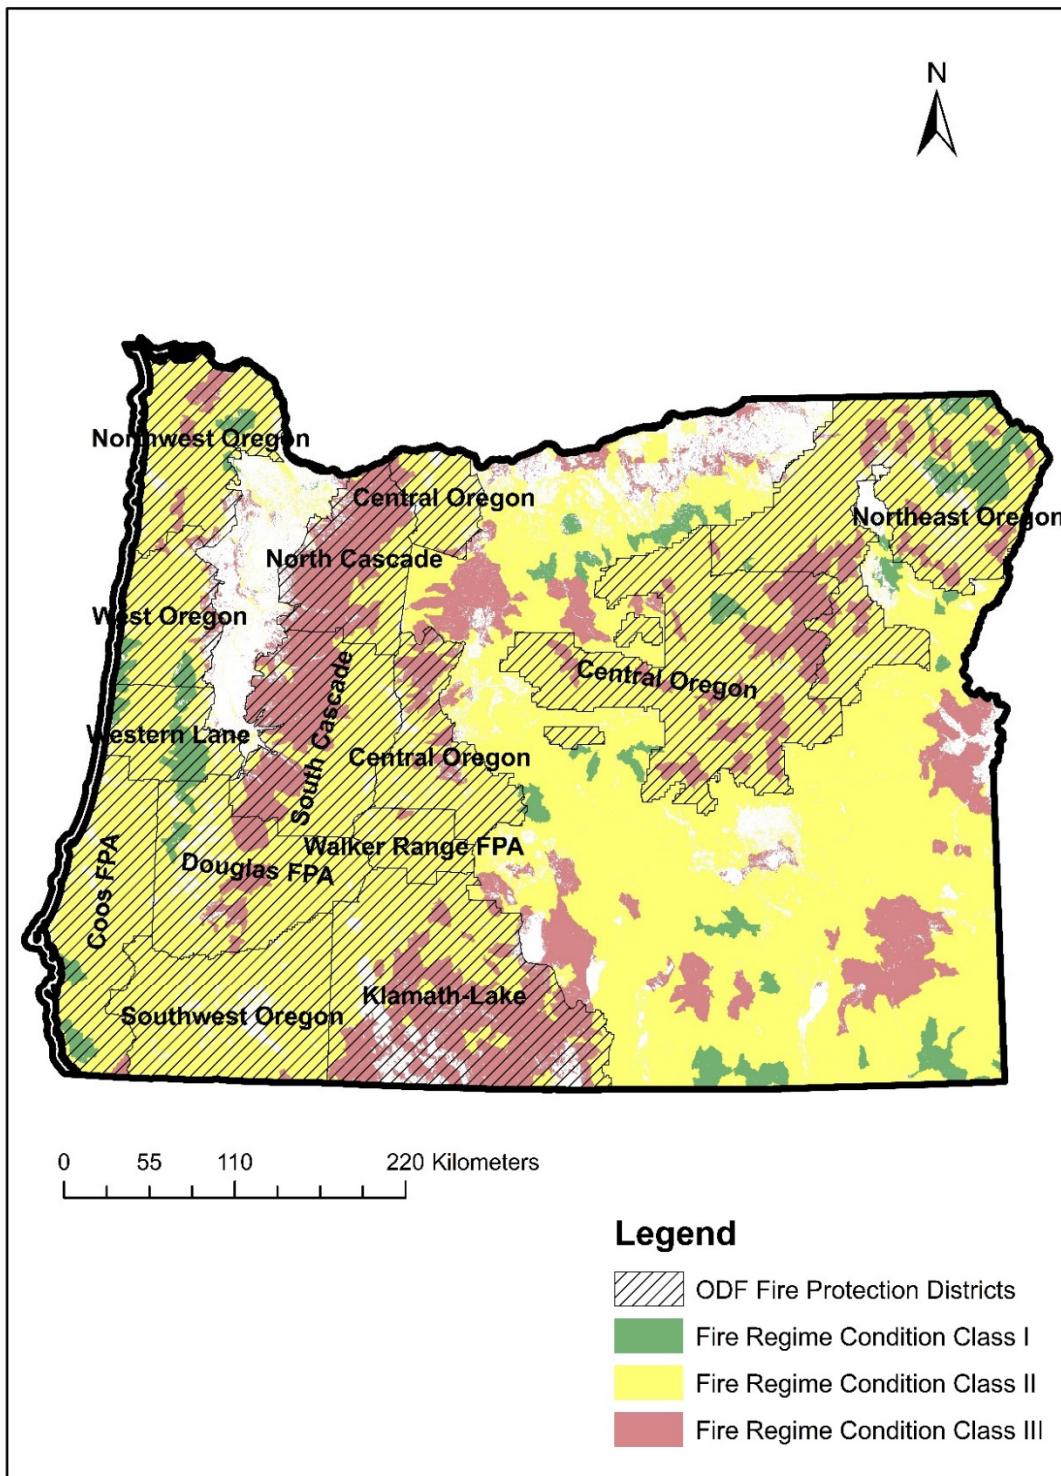 N
Northwest Oregon
Central Oregon
Northeast Oregon
North Cascade
West Oregon
Central Oregon
South Cascade
Western Lane
Central Oregon
Walker Range FPA
Douglas FPA
Coos FPA
Klamath-Lake
Southwest Oregon
0 55 110 220 Kilometers
Legend
ODF Fire Protection Districts
Fire Regime Condition Class I
Fire Regime Condition Class II
Fire Regime Condition Class III